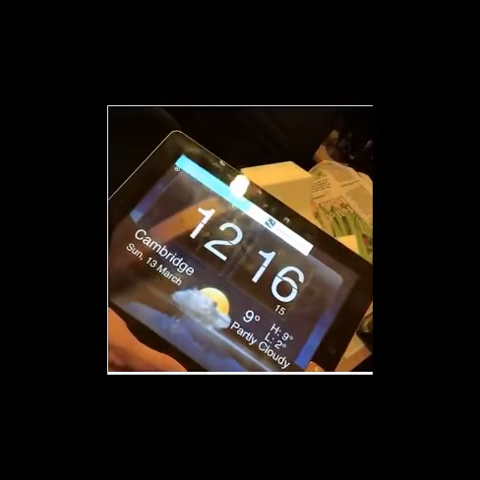 12 16
15
Cambridge
Sun, 13 March
9°
H: 9°
L: 2°
Partly Cloudy